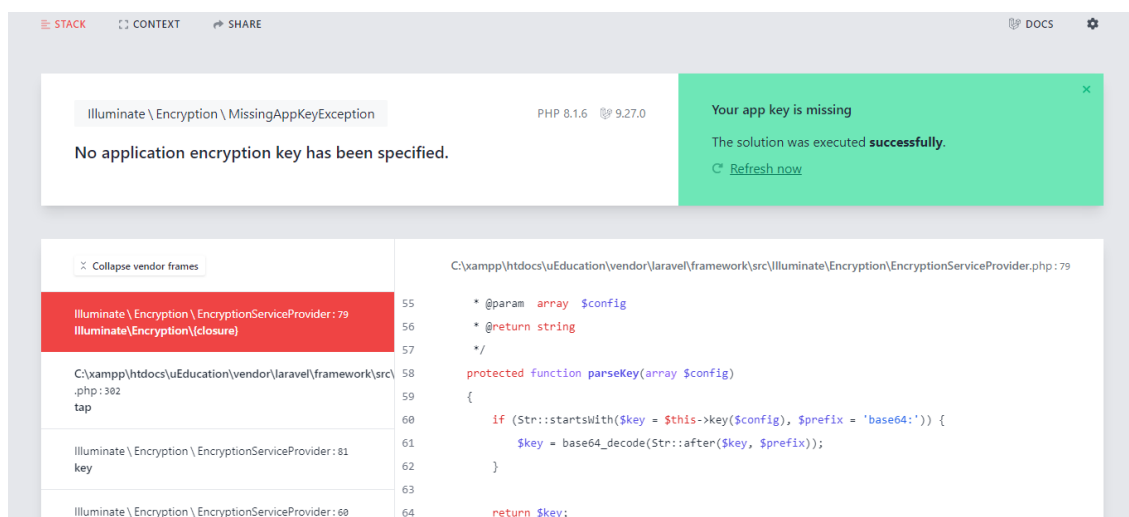 STACK CONTEXT SHARE DOCS
Illuminate \ Encryption \ MissingAppKeyException PHP 8.1.6 9.27.0
No application encryption key has been specified.
Your app key is missing
The solution was executed successfully.
Refresh now
Collapse vendor frames
Illuminate \ Encryption \ EncryptionServiceProvider : 79
Illuminate\Encryption\{closure}
C:\xampp\htdocs\uEducation\vendor\laravel\framework\src\
.php : 302
tap
Illuminate \ Encryption \ EncryptionServiceProvider : 81
key
Illuminate \ Encryption \ EncryptionServiceProvider : 60
C:\xampp\htdocs\uEducation\vendor\laravel\framework\src\Illuminate\Encryption\EncryptionServiceProvider.php : 79
55 * @param array $config
56 * @return string
57 */
58 protected function parseKey(array $config)
59 {
60 if (Str::startsWith($key = $this->key($config), $prefix = 'base64:')) {
61 $key = base64_decode(Str::after($key, $prefix));
62 }
63
64 return $key;